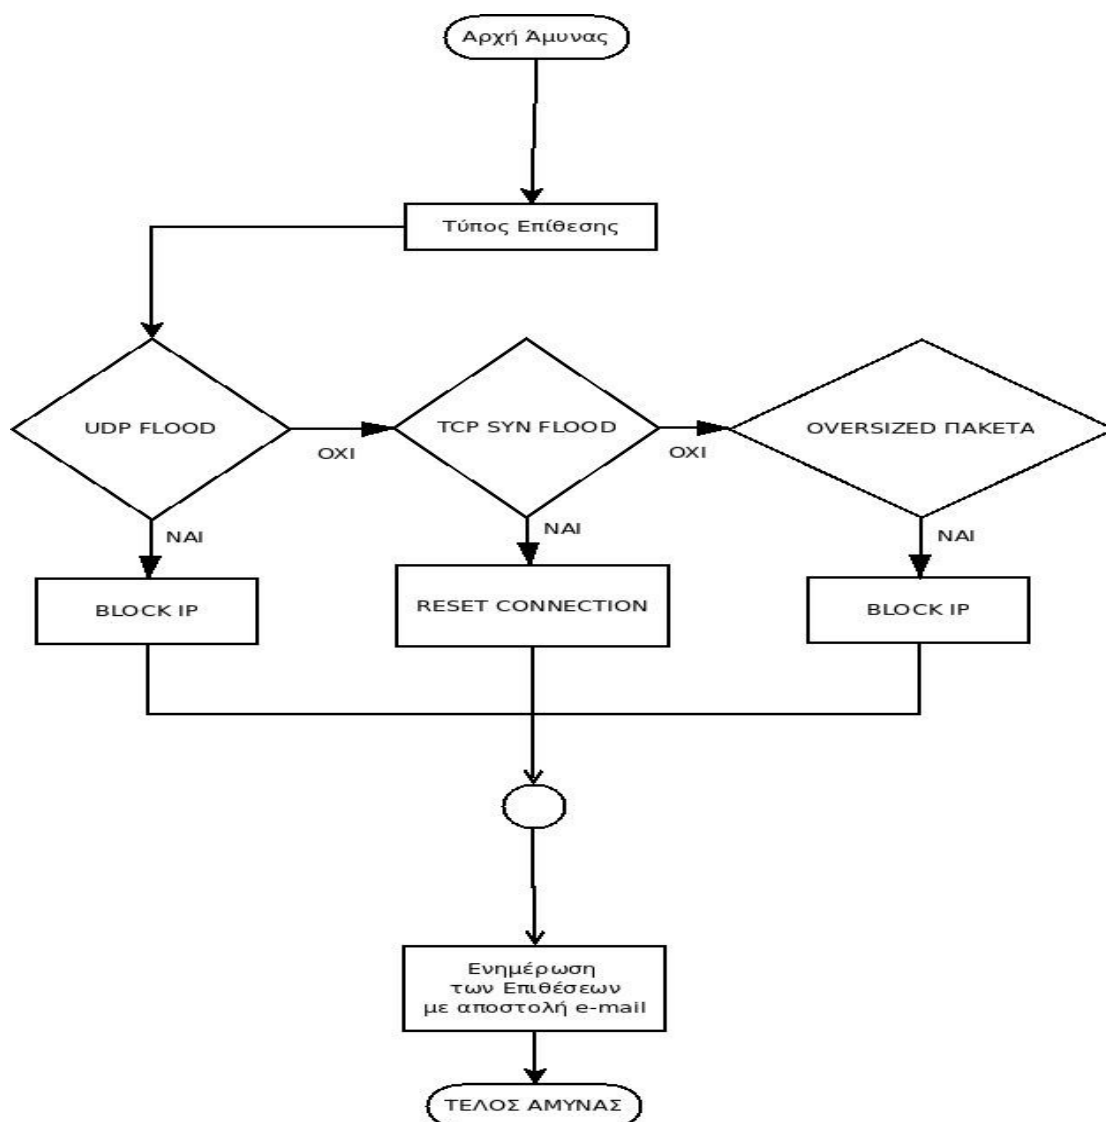 Αρχή Άμυνας
Τύπος Επίθεσης
UDP FLOOD
ΟΧΙ
TCP SYN FLOOD
ΟΧΙ
OVERSIZED ΠΑΚΕΤΑ
ΝΑΙ
ΝΑΙ
ΝΑΙ
BLOCK IP
RESET CONNECTION
BLOCK IP
Ενημέρωση
των Επιθέσεων
με αποστολή e-mail
ΤΕΛΟΣ ΑΜΥΝΑΣ